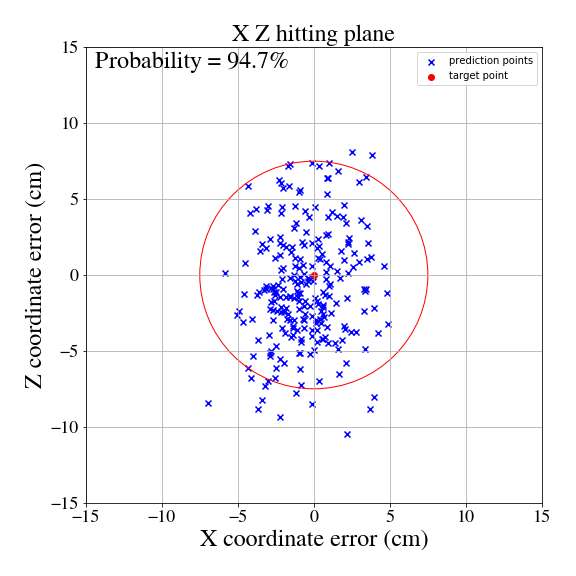 X Z hitting plane
Probability = 94.7%
prediction points
target point
15
10
5
0
−5
−10
−15
Z coordinate error (cm)
−15
−10
−5
0
5
10
15
X coordinate error (cm)